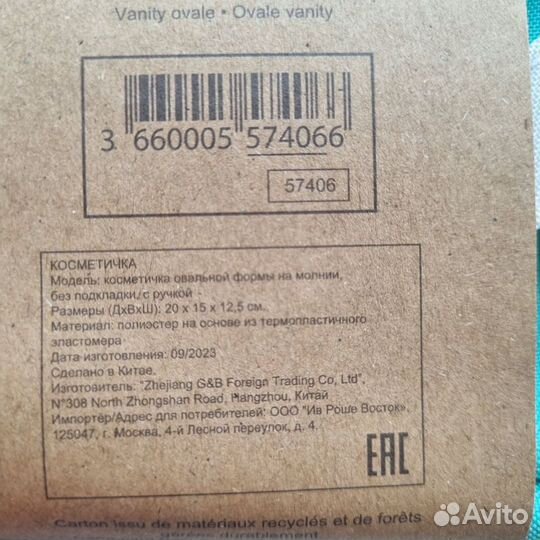 Vanity ovale • Ovale vanity
3 660005 574066
57406
КОСМЕТИЧКА
Модель: косметичка овальной формы на молнии,
без подкладки, с ручкой
Размеры (ДхВхШ): 20 x 15 x 12,5 см.
Материал: полиэстер на основе из термопластичного
эластомера
Дата изготовления: 09/2023
Сделано в Китае.
Изготовитель: "Zhejiang G&B Foreign Trading Co, Ltd",
N°308 North Zhongshan Road, Hangzhou, Китай
Импортёр/Адрес для потребителей: ООО "Ив Роше Восток",
125047, г. Москва, 4-й Лесной переулок, д. 4.
EAC
Carton issu de matériaux recyclés et de forêts
gérées durablement
Avito